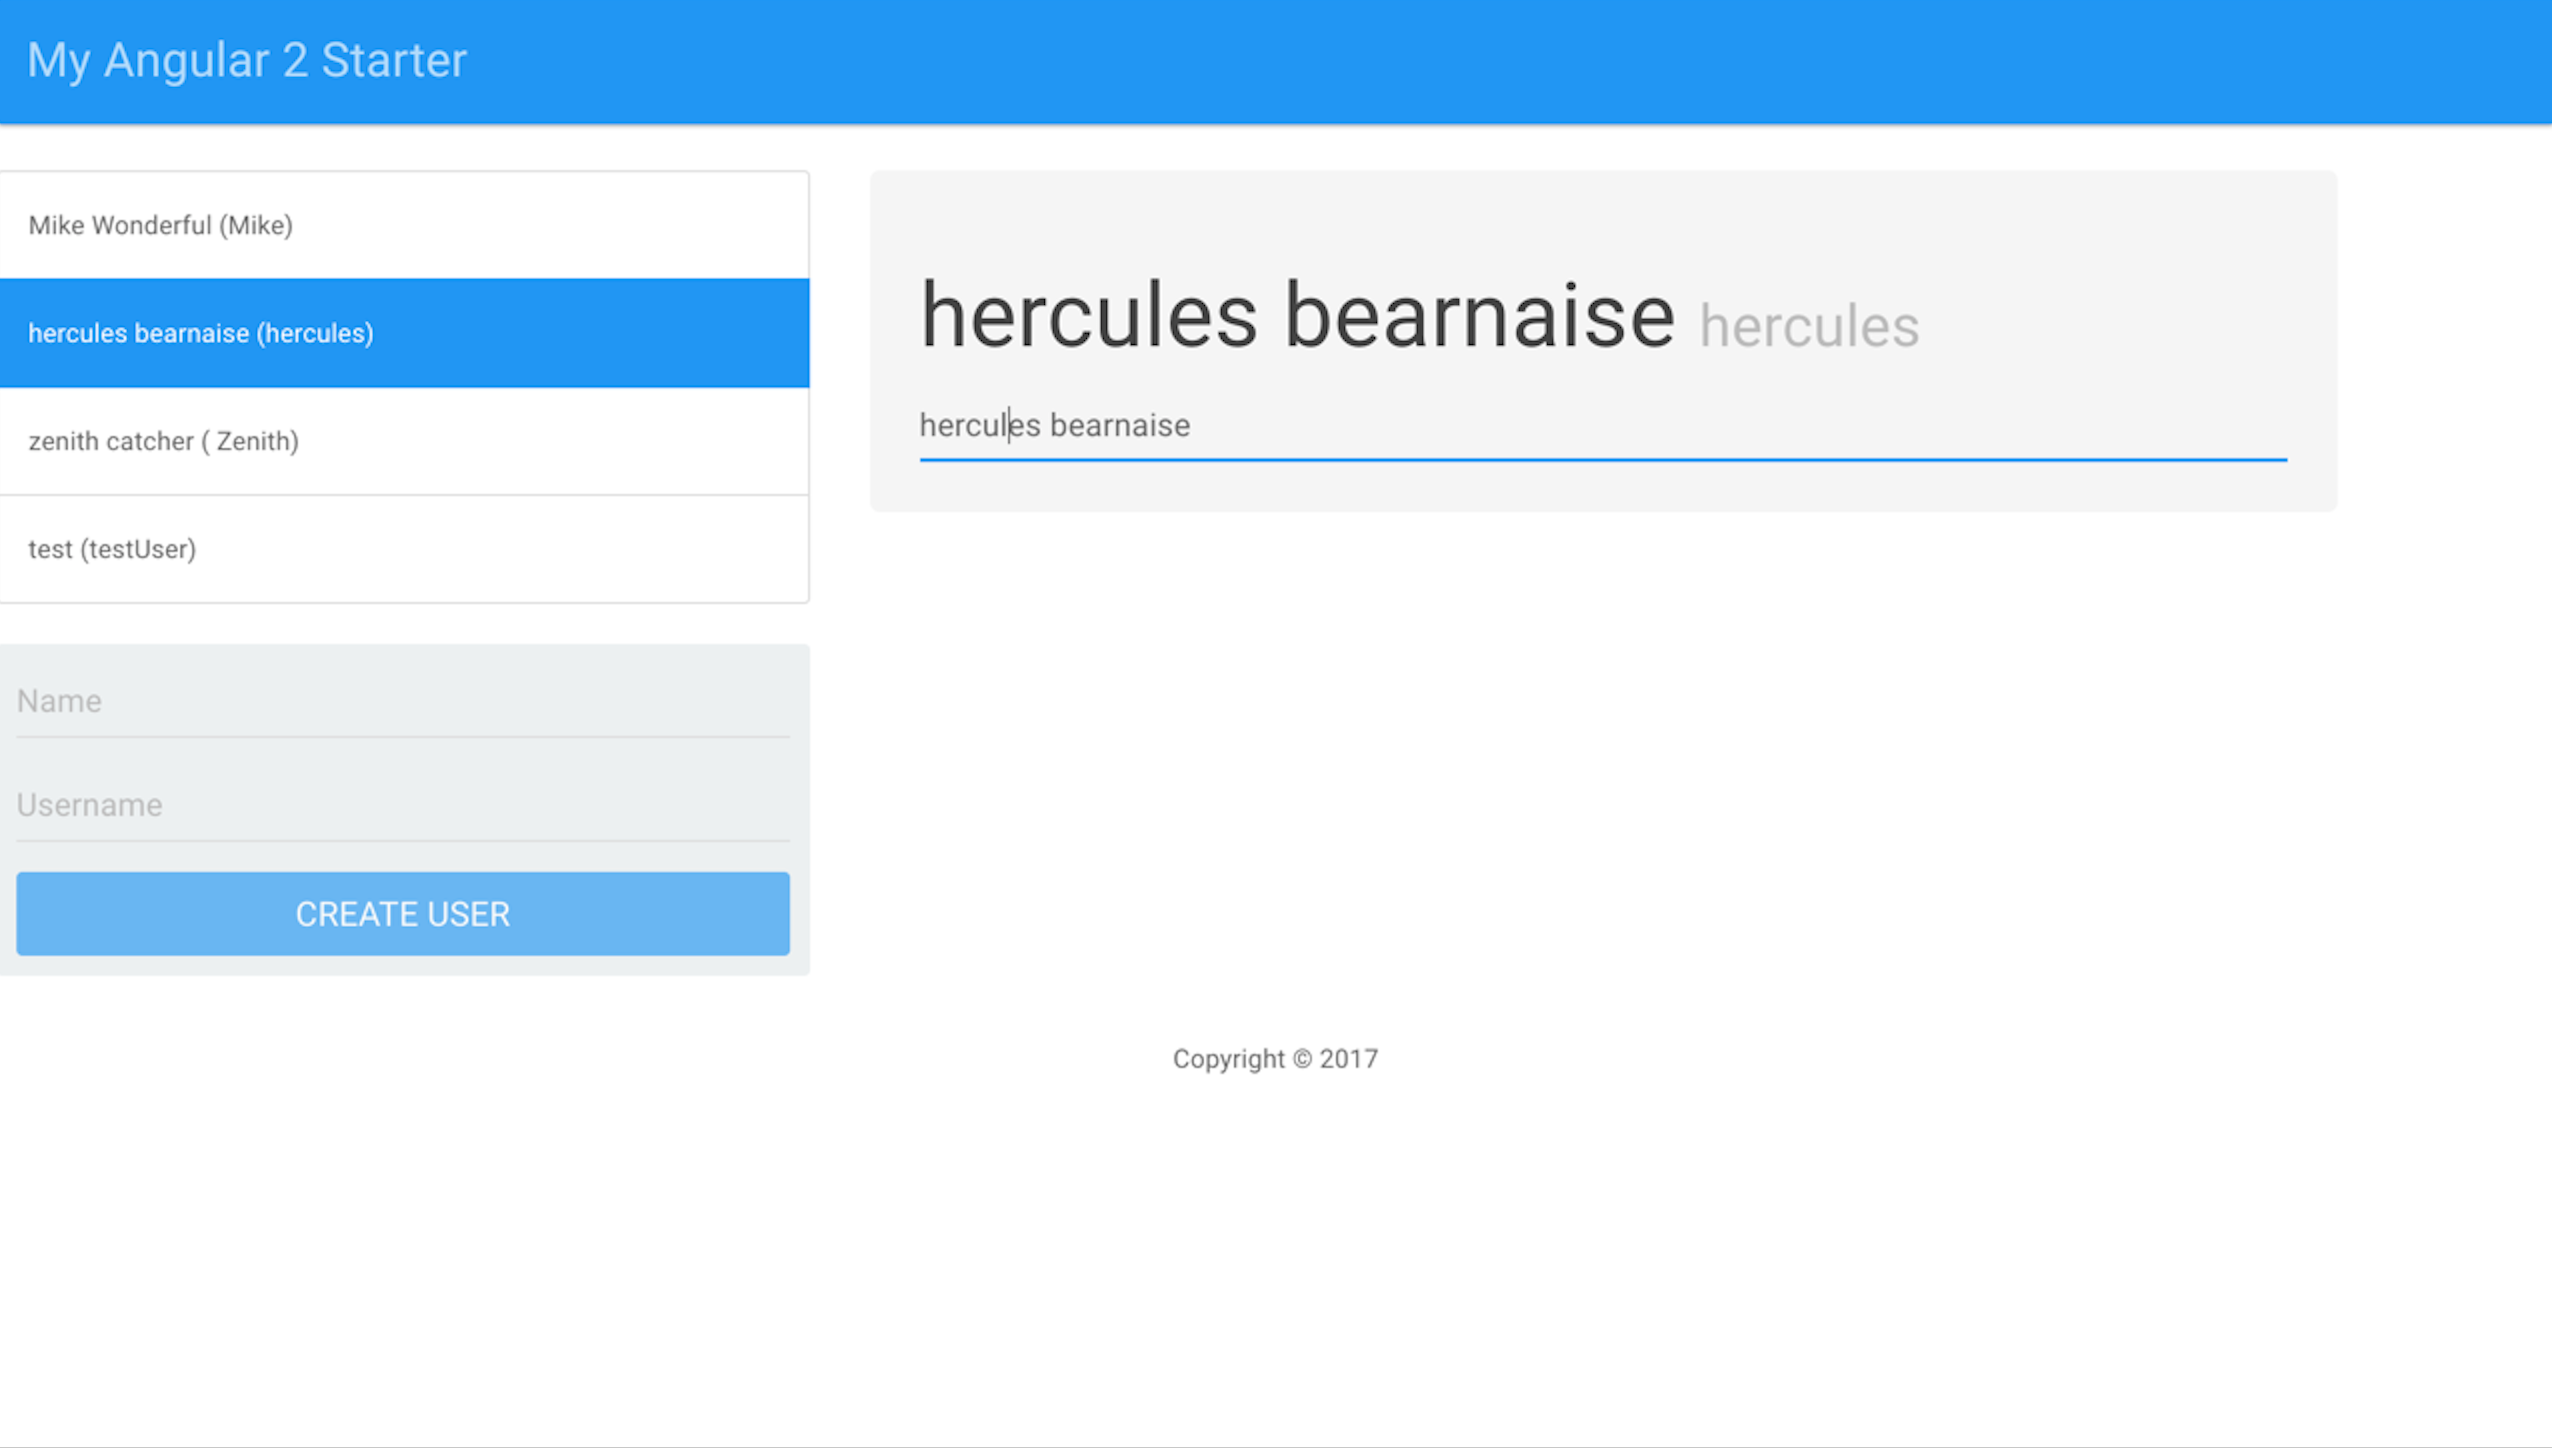 My Angular 2 Starter
Mike Wonderful (Mike)
hercules bearnaise (hercules)
zenith catcher ( Zenith)
test (testUser)
Name
Username
CREATE USER
hercules bearnaise hercules
hercules bearnaise
Copyright © 2017